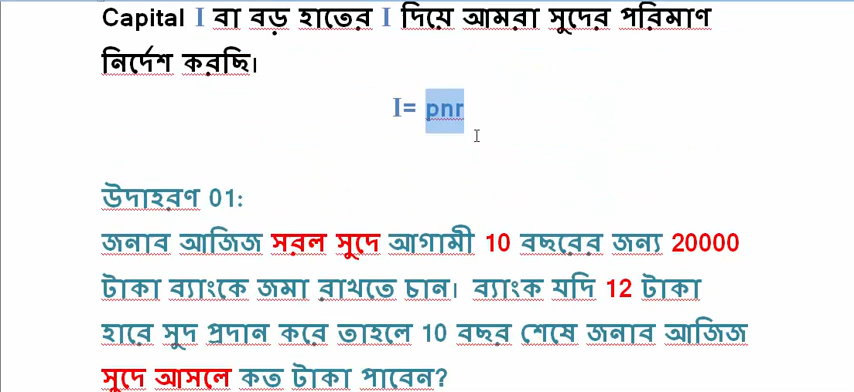 Capital I বা বড় হাতের I দিয়ে আমরা সুদের পরিমাণ
নির্দেশ করছি।
I= pnr
উদাহরণ 01:
জনাব আজিজ সরল সুদে আগামী 10 বছরের জন্য 20000
টাকা ব্যাংকে জমা রাখতে চান। ব্যাংক যদি 12 টাকা
হারে সুদ প্রদান করে তাহলে 10 বছর শেষে জনাব আজিজ
সুদে আসলে কত টাকা পাবেন?